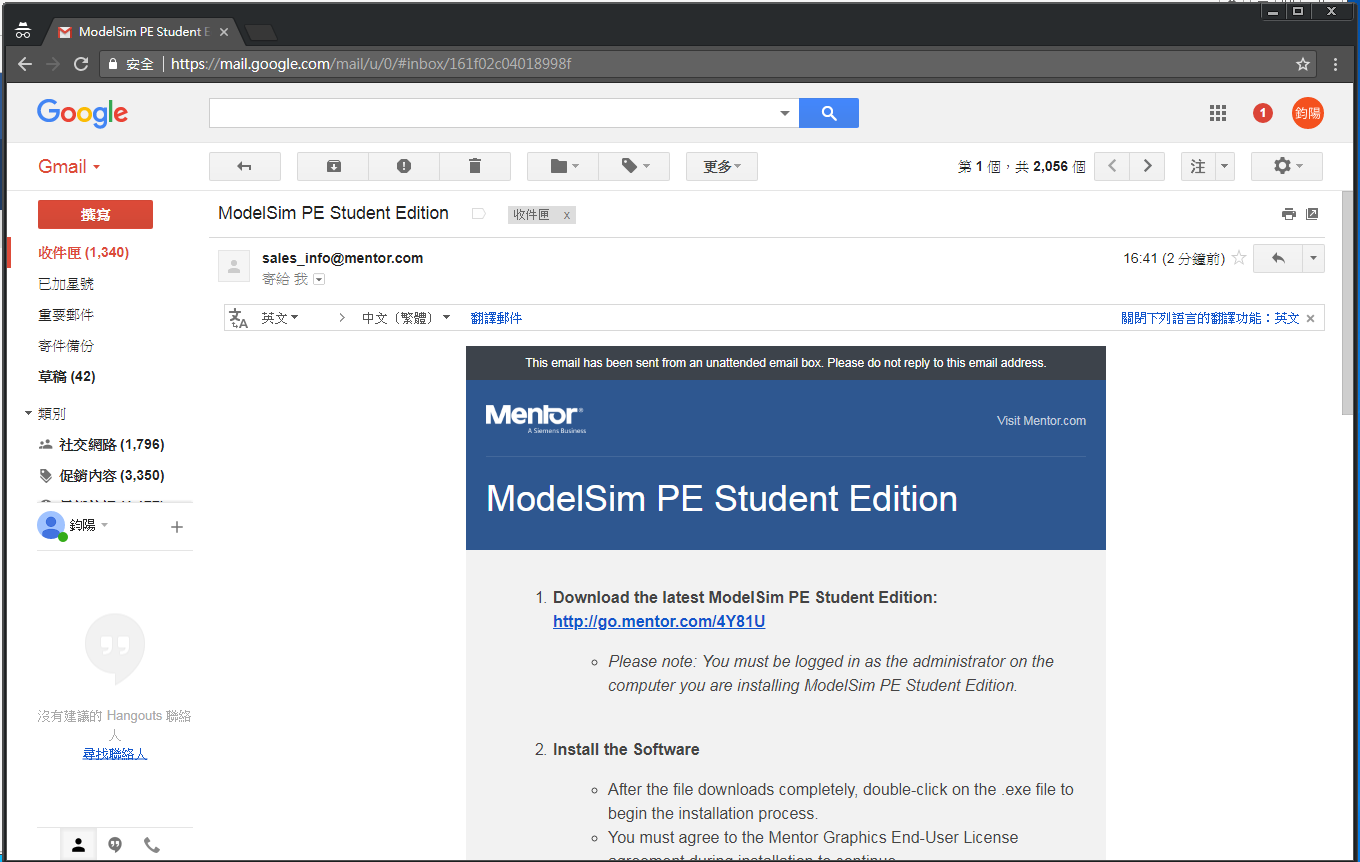 ModelSim PE Student E
安全
https://mail.google.com/mail/u/0/#inbox/161f02c04018998f
Google
1
鈞陽
Gmail
更多
第 1 個，共 2,056 個
注
撰寫
ModelSim PE Student Edition
收件匣 x
收件匣 (1,340)
sales_info@mentor.com
16:41 (2 分鐘前)
寄給 我
已加星號
重要郵件
英文
中文（繁體）
翻譯郵件
關閉下列語言的翻譯功能：英文
寄件備份
This email has been sent from an unattended email box. Please do not reply to this email address.
草稿 (42)
類別
Mentor®
A Siemens Business
Visit Mentor.com
社交網路 (1,796)
促銷內容 (3,350)
ModelSim PE Student Edition
鈞陽
1. Download the latest ModelSim PE Student Edition:
http://go.mentor.com/4Y81U
Please note: You must be logged in as the administrator on the
computer you are installing ModelSim PE Student Edition.
沒有建議的 Hangouts 聯絡
人
尋找聯絡人
2. Install the Software
After the file downloads completely, double-click on the .exe file to
begin the installation process.
You must agree to the Mentor Graphics End-User License
agreement during installation to continue